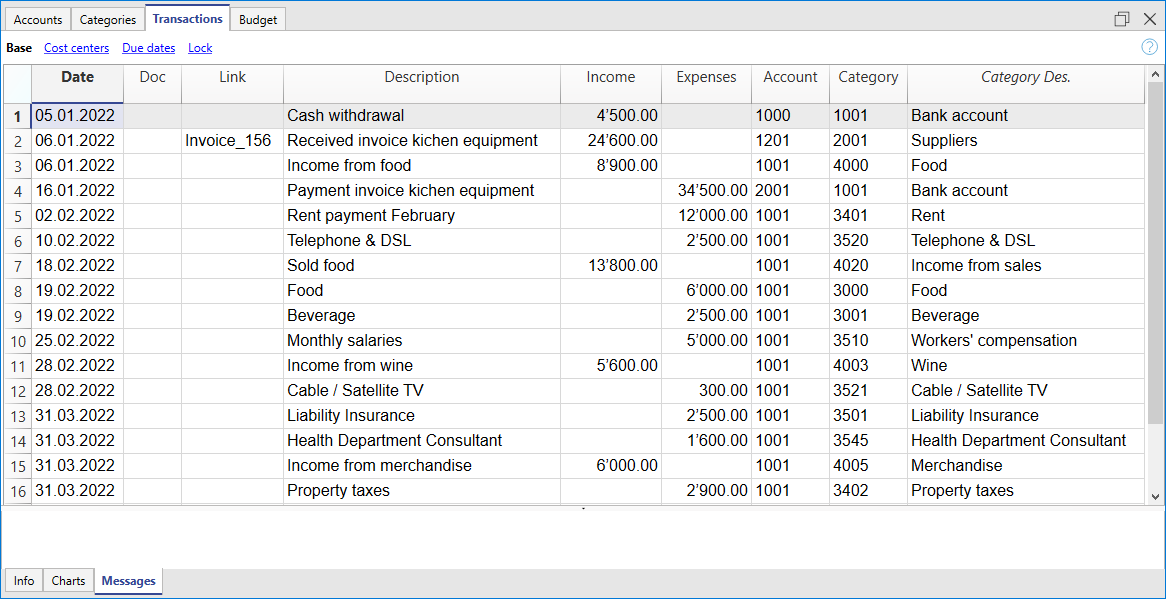 Accounts Categories Transactions Budget
Base Cost centers Due dates Lock ?
Date Doc Link Description Income Expenses Account Category Category Des.
1 05.01.2022 Cash withdrawal 4’500.00 1000 1001 Bank account
2 06.01.2022 Invoice_156 Received invoice kichen equipment 24’600.00 1201 2001 Suppliers
3 06.01.2022 Income from food 8’900.00 1001 4000 Food
4 16.01.2022 Payment invoice kichen equipment 34’500.00 2001 1001 Bank account
5 02.02.2022 Rent payment February 12’000.00 1001 3401 Rent
6 10.02.2022 Telephone & DSL 2’500.00 1001 3520 Telephone & DSL
7 18.02.2022 Sold food 13’800.00 1001 4020 Income from sales
8 19.02.2022 Food 6’000.00 1001 3000 Food
9 19.02.2022 Beverage 2’500.00 1001 3001 Beverage
10 25.02.2022 Monthly salaries 5’000.00 1001 3510 Workers' compensation
11 28.02.2022 Income from wine 5’600.00 1001 4003 Wine
12 28.02.2022 Cable / Satellite TV 300.00 1001 3521 Cable / Satellite TV
13 31.03.2022 Liability Insurance 2’500.00 1001 3501 Liability Insurance
14 31.03.2022 Health Department Consultant 1’600.00 1001 3545 Health Department Consultant
15 31.03.2022 Income from merchandise 6’000.00 1001 4005 Merchandise
16 31.03.2022 Property taxes 2’900.00 1001 3402 Property taxes
Info Charts Messages